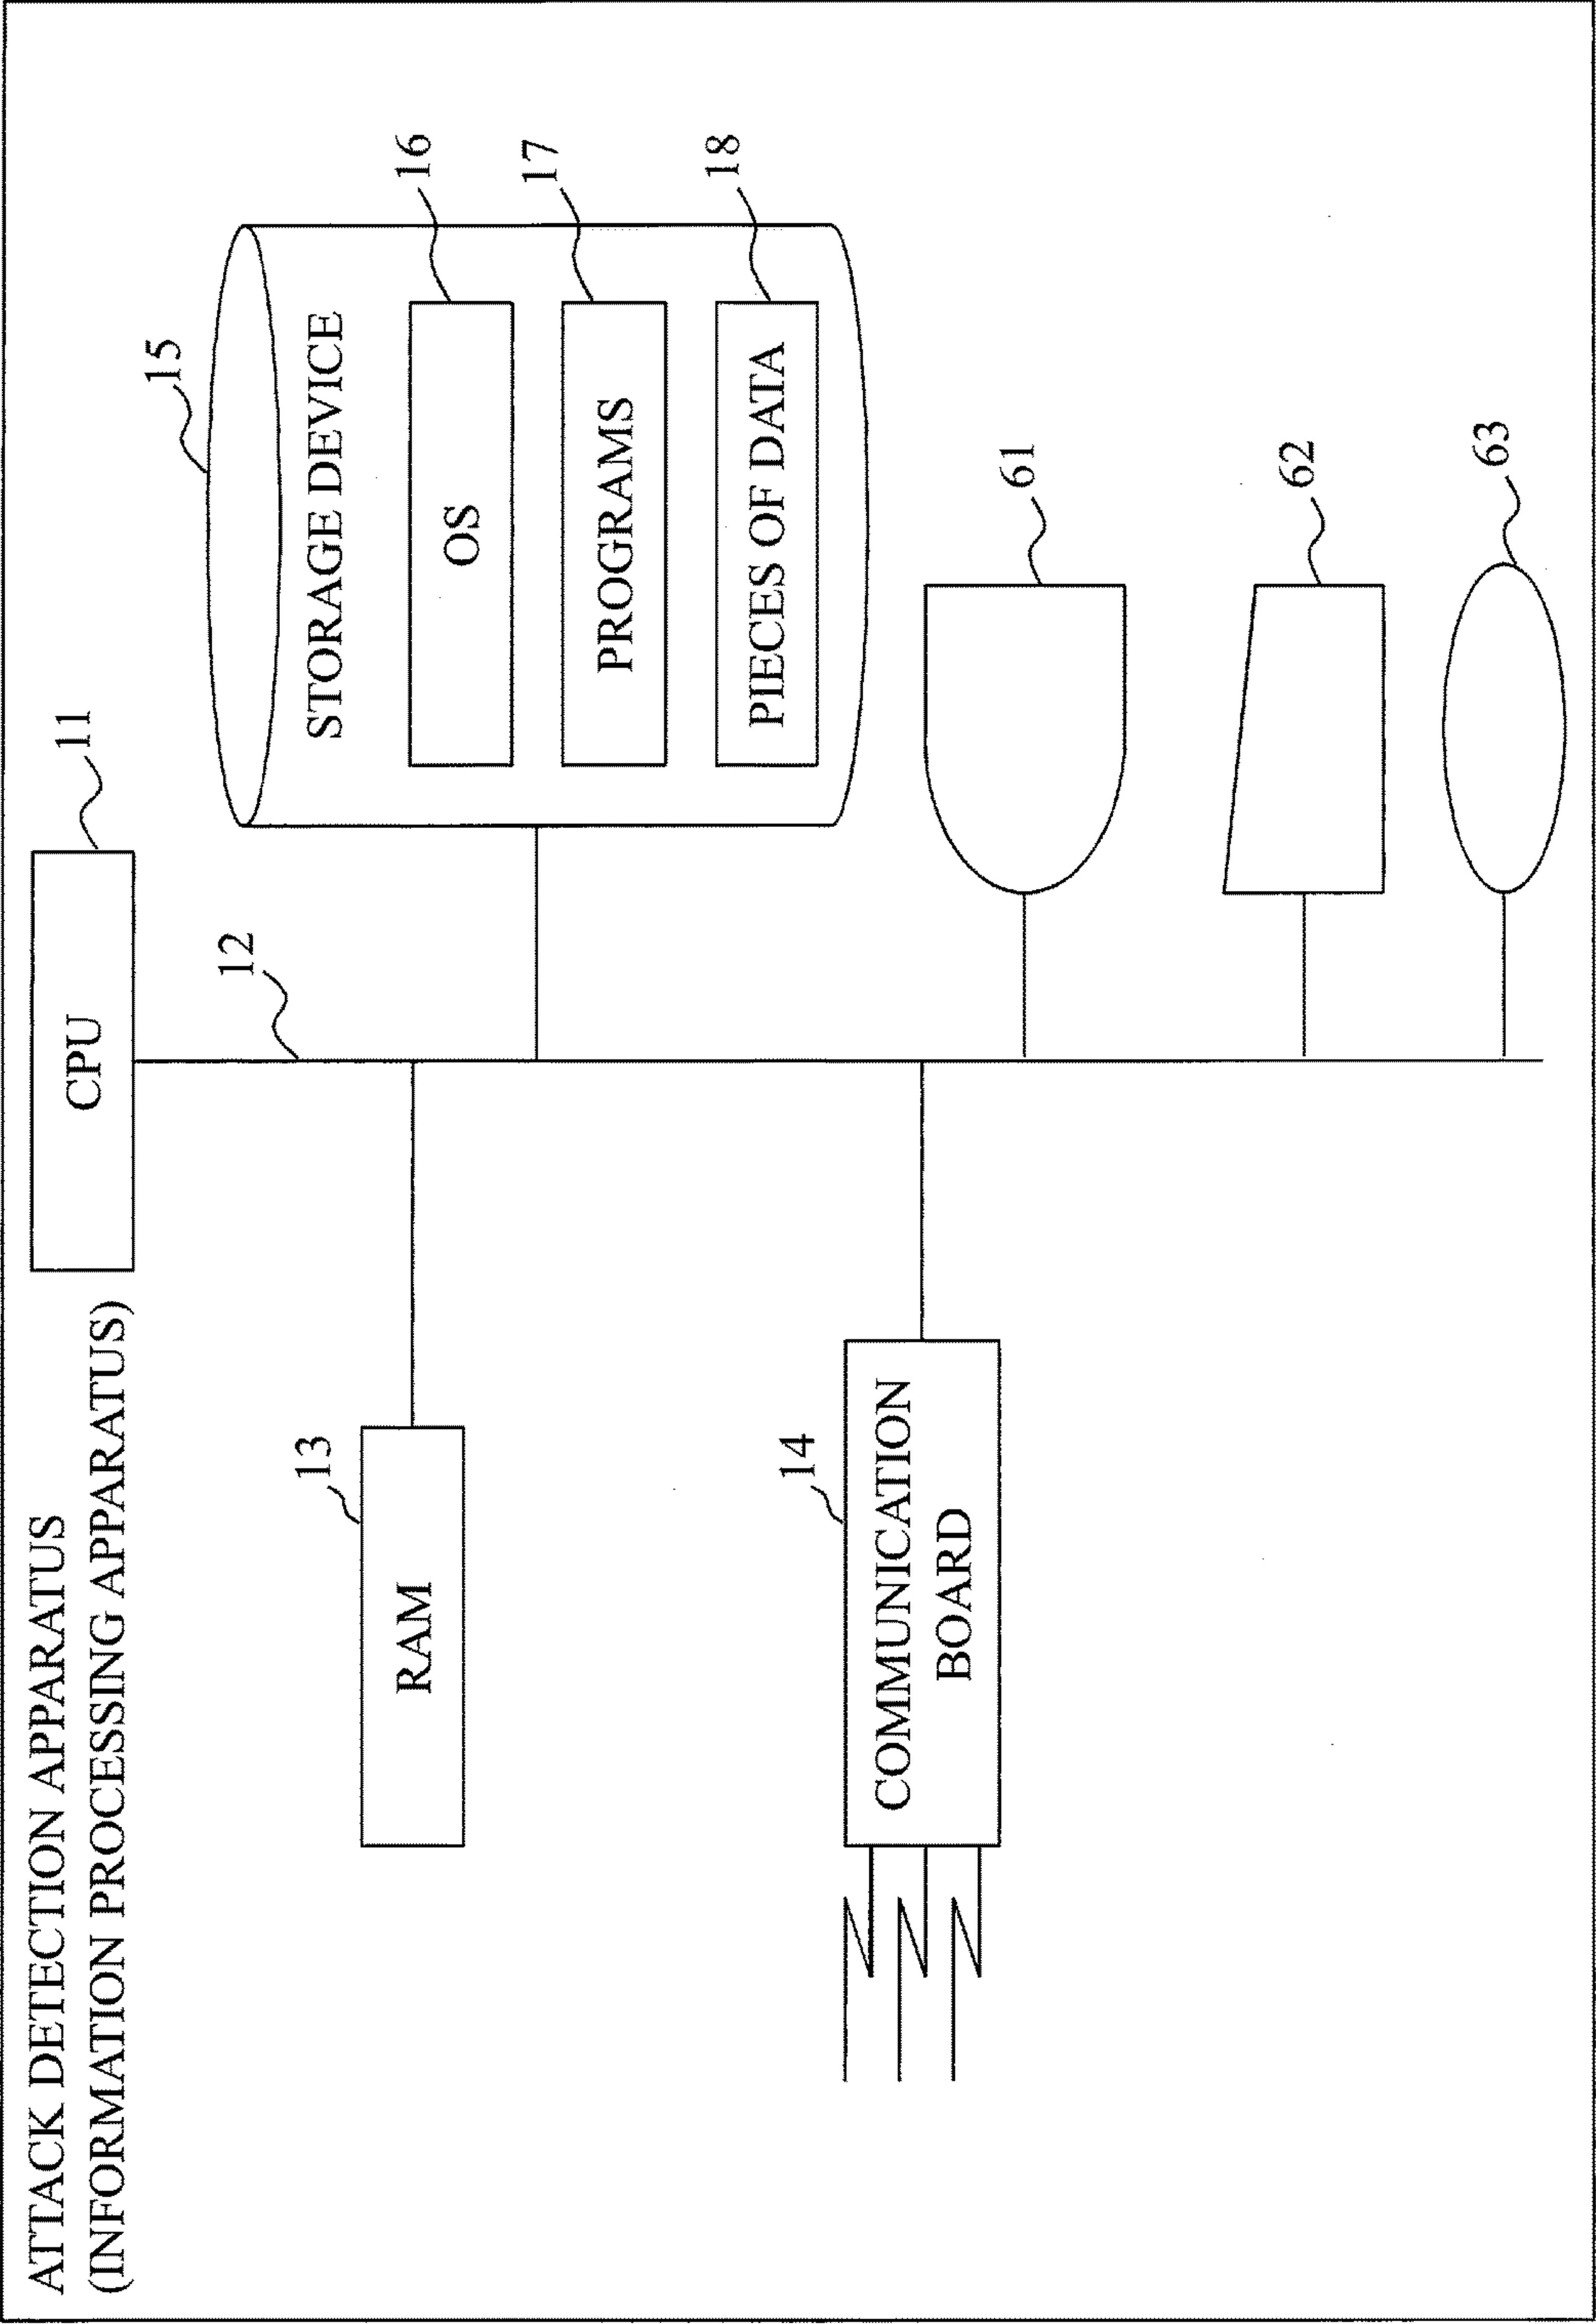 ATTACK DETECTION APPARATUS
(INFORMATION PROCESSING APPARATUS)
CPU
11
12
15
STORAGE DEVICE
16
OS
13
RAM
17
PROGRAMS
18
PIECES OF DATA
14
COMMUNICATION
BOARD
61
62
63